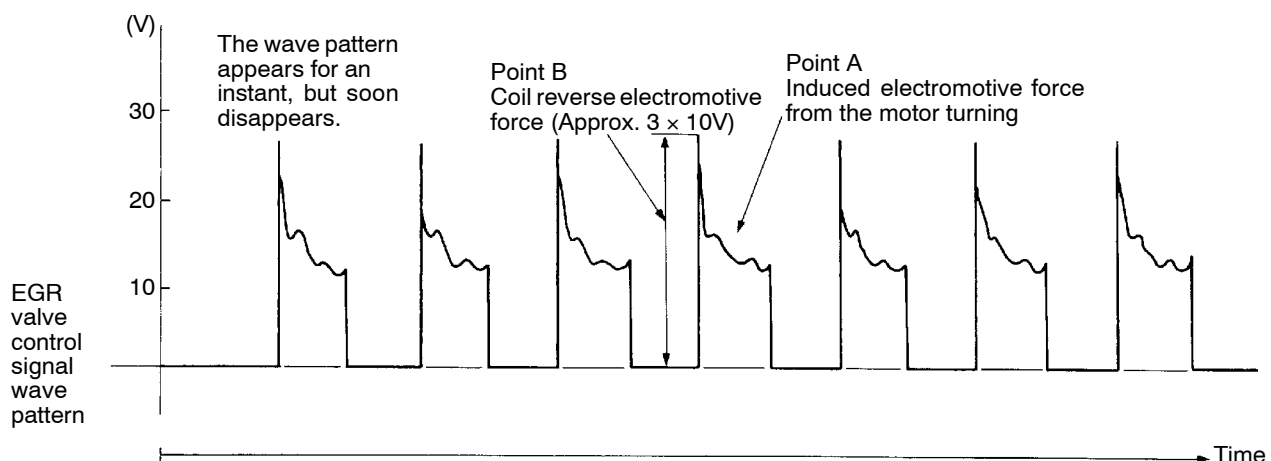 (V)
The wave pattern
appears for an
instant, but soon
disappears.
Point B
Coil reverse electromotive
force (Approx. 3 × 10V)
Point A
Induced electromotive force
from the motor turning
30
20
10
EGR
valve
control
signal
wave
pattern
Time